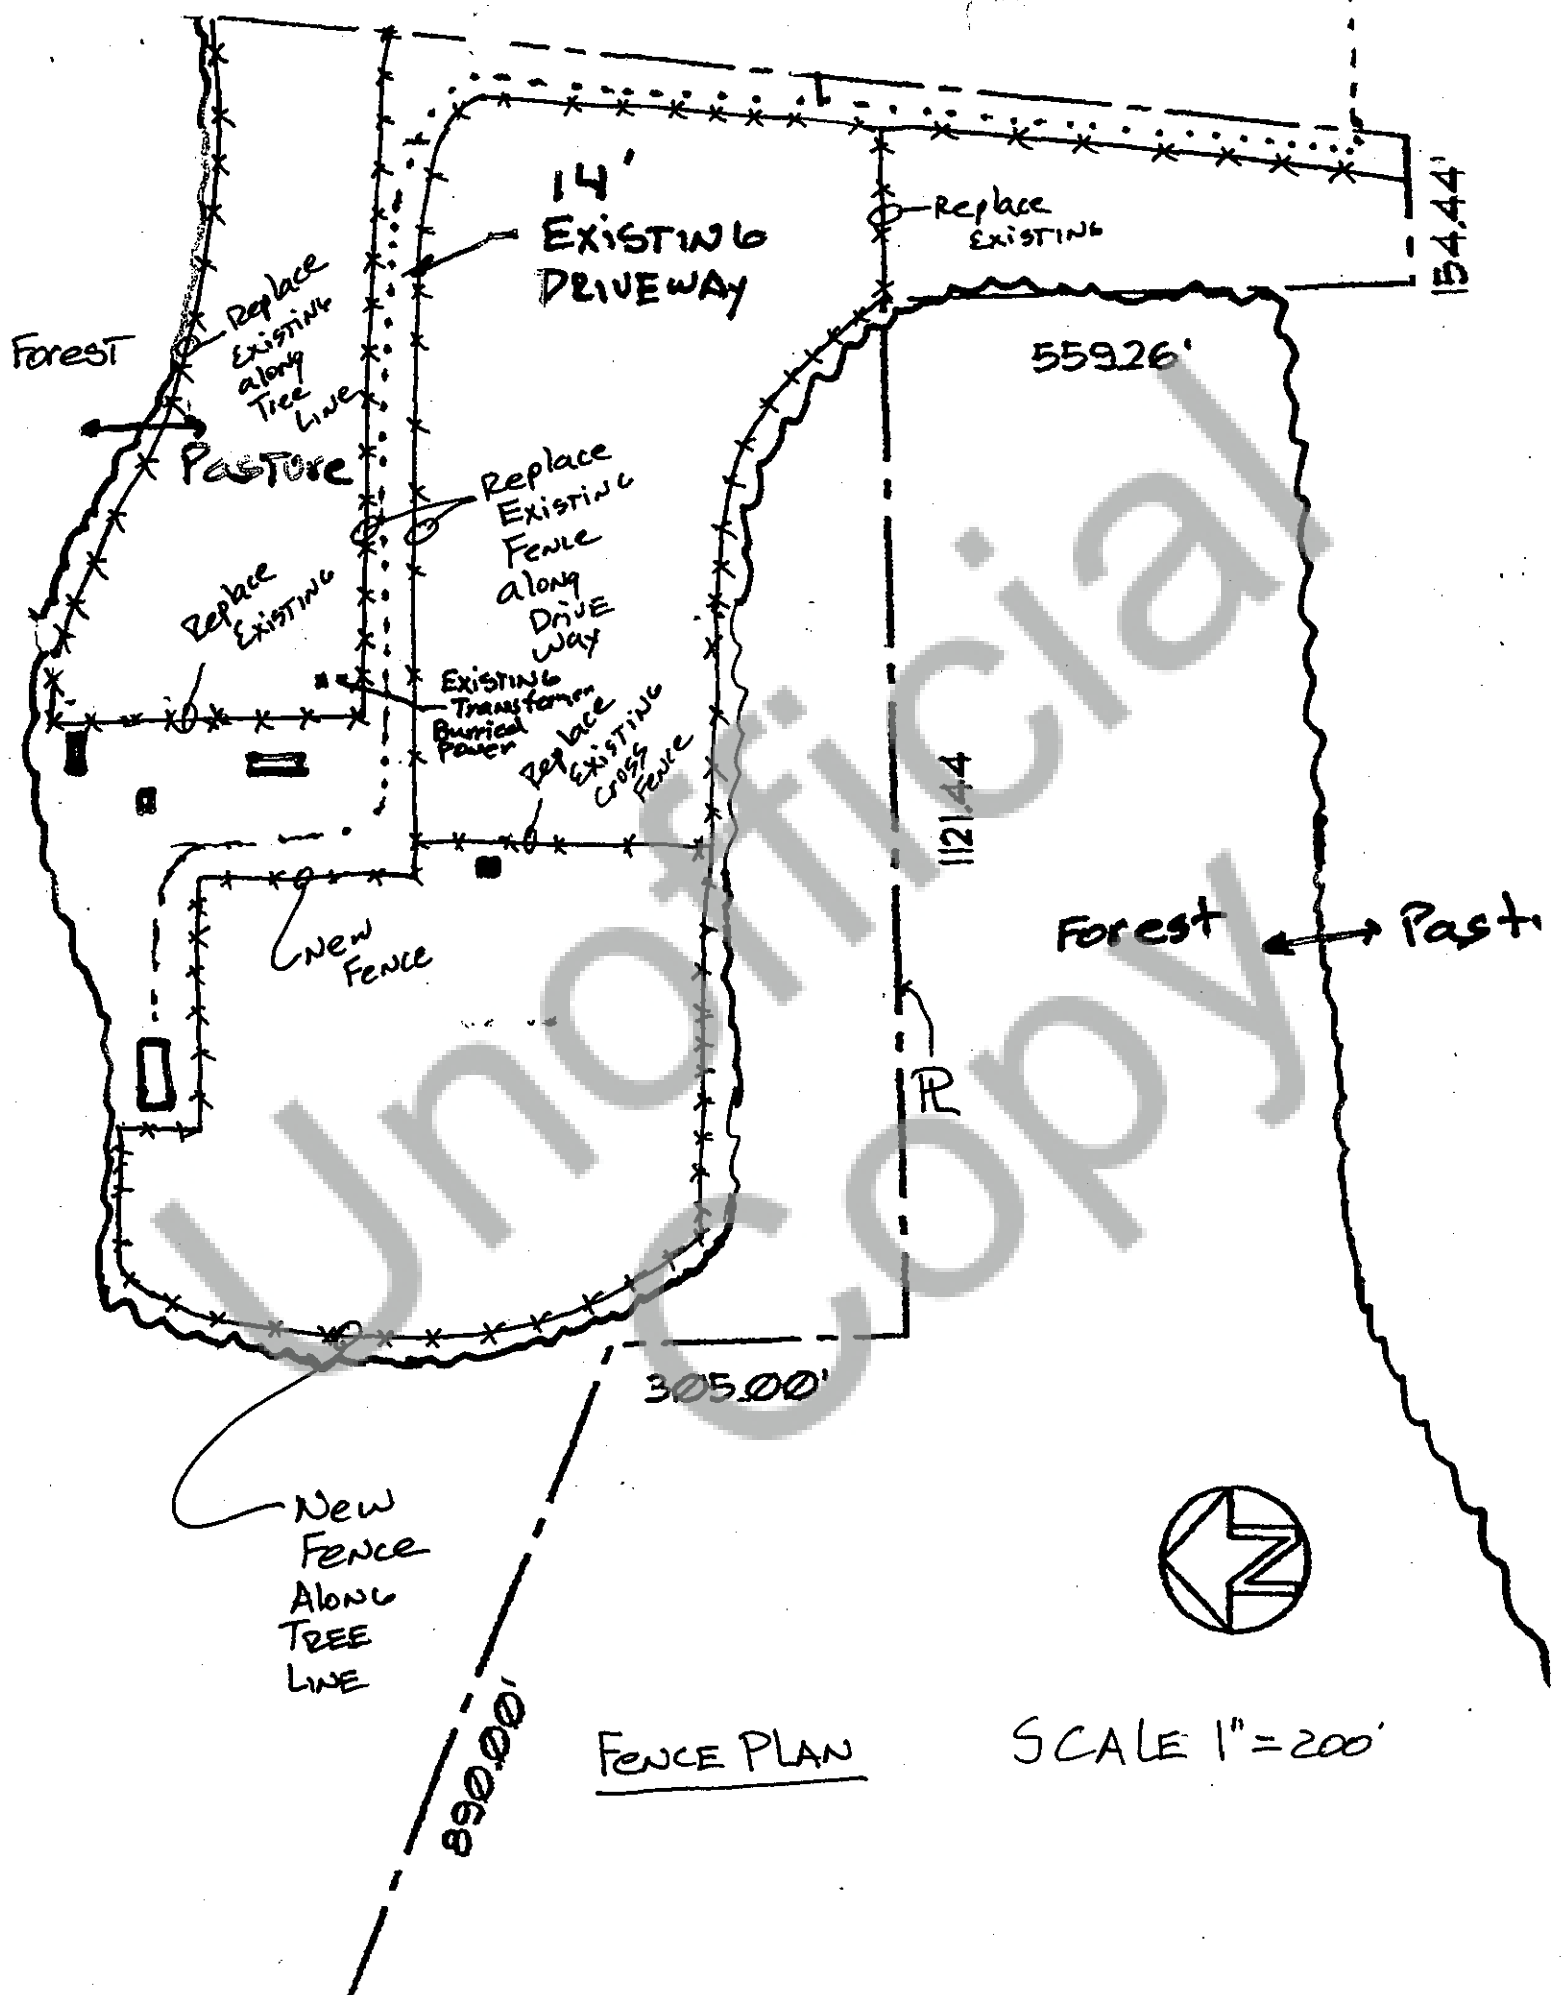 14'
EXISTING
DRIVEWAY
Replace
EXISTING
154.44'
Replace
EXISTING
along
Tree
LINE
Forest
559.26'
Pasture
Replace
EXISTING
FENCE
along
DRIVE
WAY
Replace
EXISTING
EXISTING
Transformer
Burried
Power
Replace
EXISTING
CROSS
FENCE
1121.44
Forest
Past
New
FENCE
PL
305.00'
New
FENCE
ALONG
TREE
LINE
N
890.00'
FENCE PLAN
SCALE 1"=200'
Unofficial
Copy